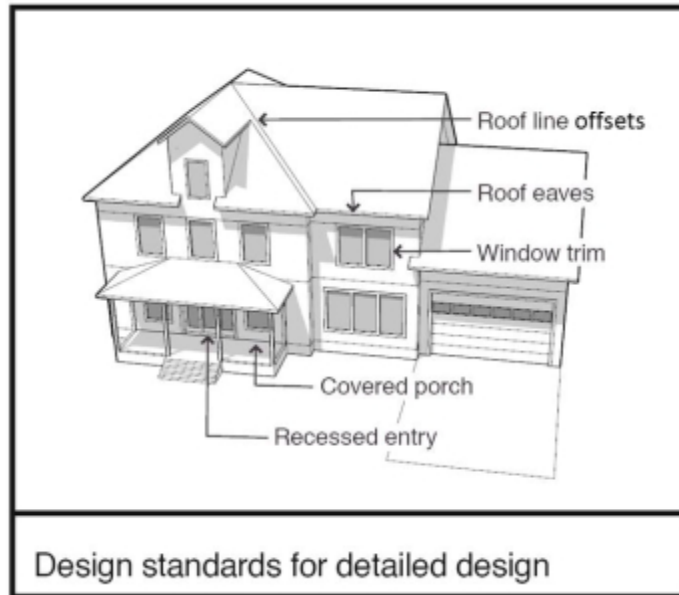 Roof line offsets
Roof eaves
Window trim
Covered porch
Recessed entry
Design standards for detailed design